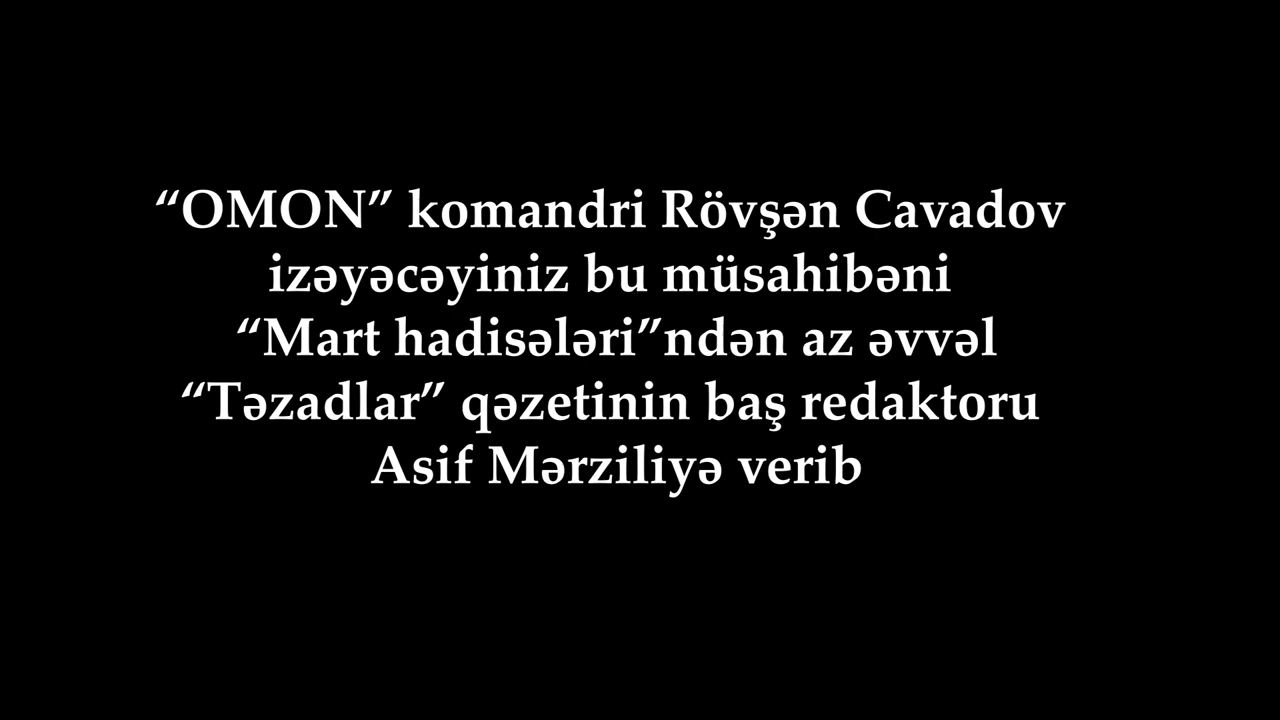 “OMON” komandri Rövşən Cavadov
izəyəcəyiniz bu müsahibəni
“Mart hadisələri”ndən az əvvəl
“Təzadlar” qəzetinin baş redaktoru
Asif Mərziliyə verib